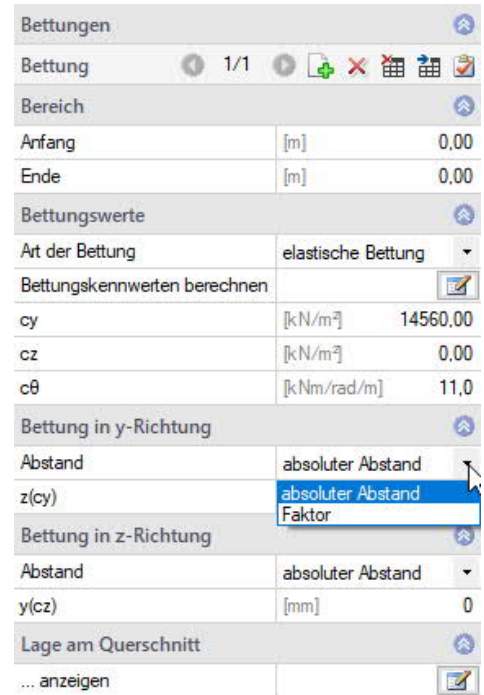 Bettungen
Bettung 1/1
Bereich
Anfang [m] 0,00
Ende [m] 0,00
Bettungswerte
Art der Bettung elastische Bettung
Bettungskennwerten berechnen
cy [kN/m²] 14560,00
cz [kN/m²] 0,00
cθ [kNm/rad/m] 11,0
Bettung in y-Richtung
Abstand absoluter Abstand
z(cy) absoluter Abstand
Faktor
Bettung in z-Richtung
Abstand absoluter Abstand
y(cz) [mm] 0
Lage am Querschnitt
... anzeigen